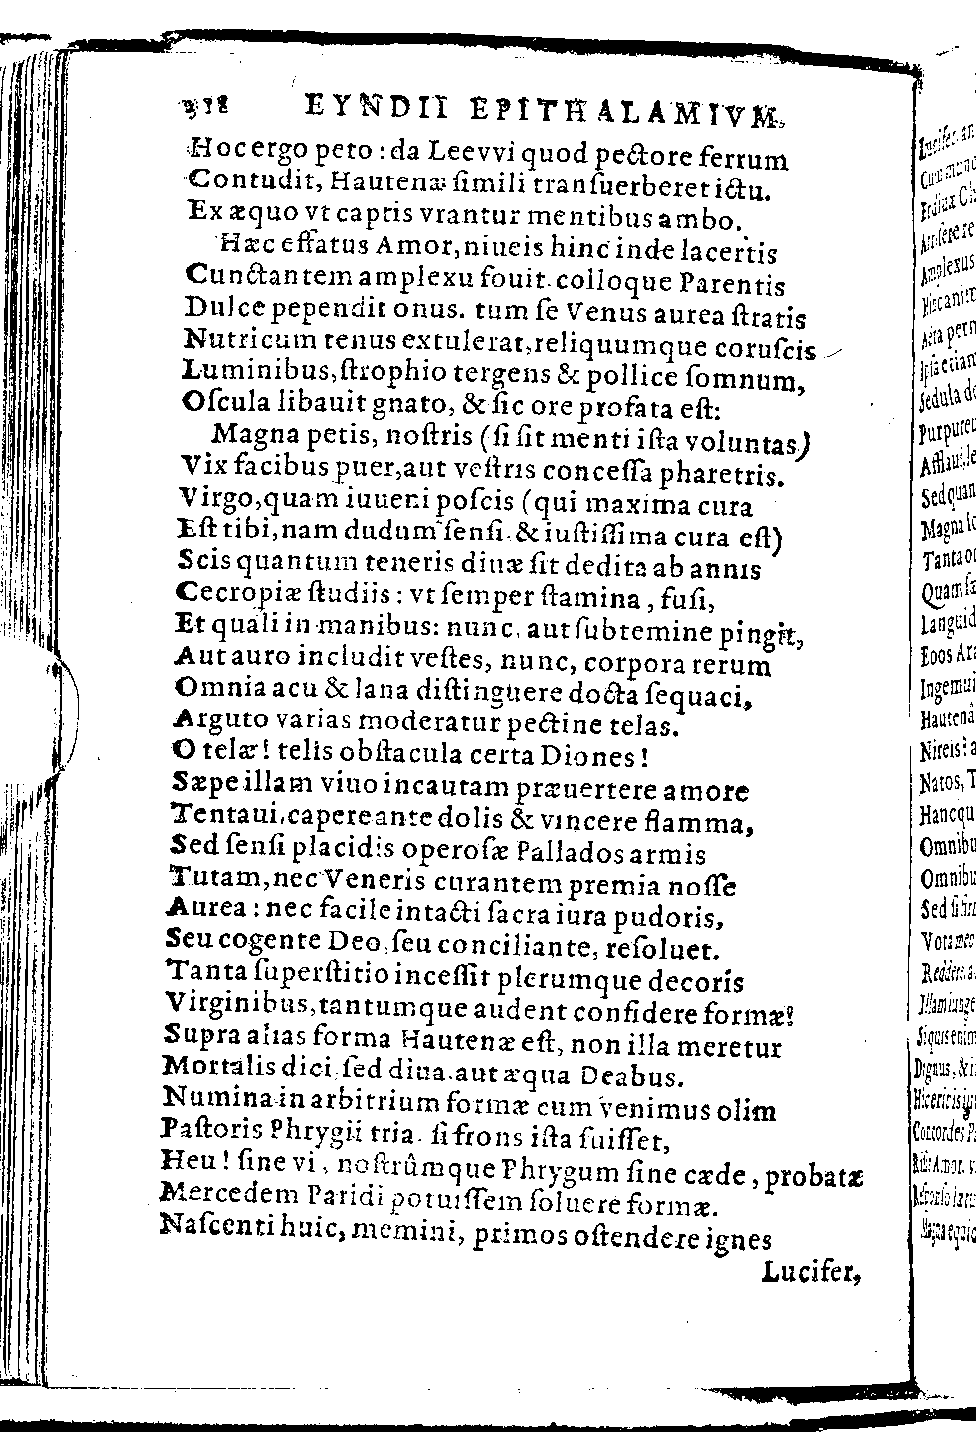 338 EYNDII EPITHALAMIVM.
Hoc ergo peto : da Leevvi quod pectore ferrum
Contudit, Hautenæ ſimili tranſuerberet ictu.
Ex æquo vt captis vrantur mentibus ambo.
Hæc effatus Amor, niueis hinc inde lacertis
Cunctantem amplexu fouit. colloque Parentis
Dulce pependit onus. tum ſe Venus aurea ſtratis
Nutricum tenus extulerat, reliquumque coruſcis
Luminibus, ſtrophio tergens & pollice ſomnum,
Oſcula libauit gnato, & ſic ore profata eſt:
Magna petis, noſtris (ſi ſit menti iſta voluntas)
Vix facibus puer, aut veſtris conceſſa pharetris.
Virgo, quam iuueni poſcis (qui maxima cura
Eſt tibi, nam dudum ſenſi. & iuſtiſſima cura eſt)
Scis quantum teneris diuæ ſit dedita ab annis
Cecropiæ ſtudiis : vt ſemper ſtamina, fuſi,
Et quali in manibus: nunc, aut ſubtemine pingit,
Aut auro includit veſtes, nunc, corpora rerum
Omnia acu & lana diſtinguere docta ſequaci,
Arguto varias moderatur pectine telas.
O telæ! telis obſtacula certa Diones!
Sæpe illam viuo incautam præuertere amore
Tentaui, capere ante dolis & vincere flamma,
Sed ſenſi placidis operoſæ Pallados armis
Tutam, nec Veneris curantem premia noſſe
Aurea : nec facile intacti ſacra iura pudoris,
Seu cogente Deo, ſeu conciliante, reſoluet.
Tanta ſuperſtitio inceſſit plerumque decoris
Virginibus, tantumque audent confidere formæ!
Supra alias forma Hautenæ eſt, non illa meretur
Mortalis dici, ſed diua. aut æqua Deabus.
Numina in arbitrium formæ cum venimus olim
Paſtoris Phrygii tria. ſi frons iſta fuiſſet,
Heu! ſine vi, noſtrûmque Phrygum ſine cæde, probatæ
Mercedem Paridi potuiſſem ſoluere formæ.
Naſcenti huic, memini, primos oſtendere ignes
Lucifer,